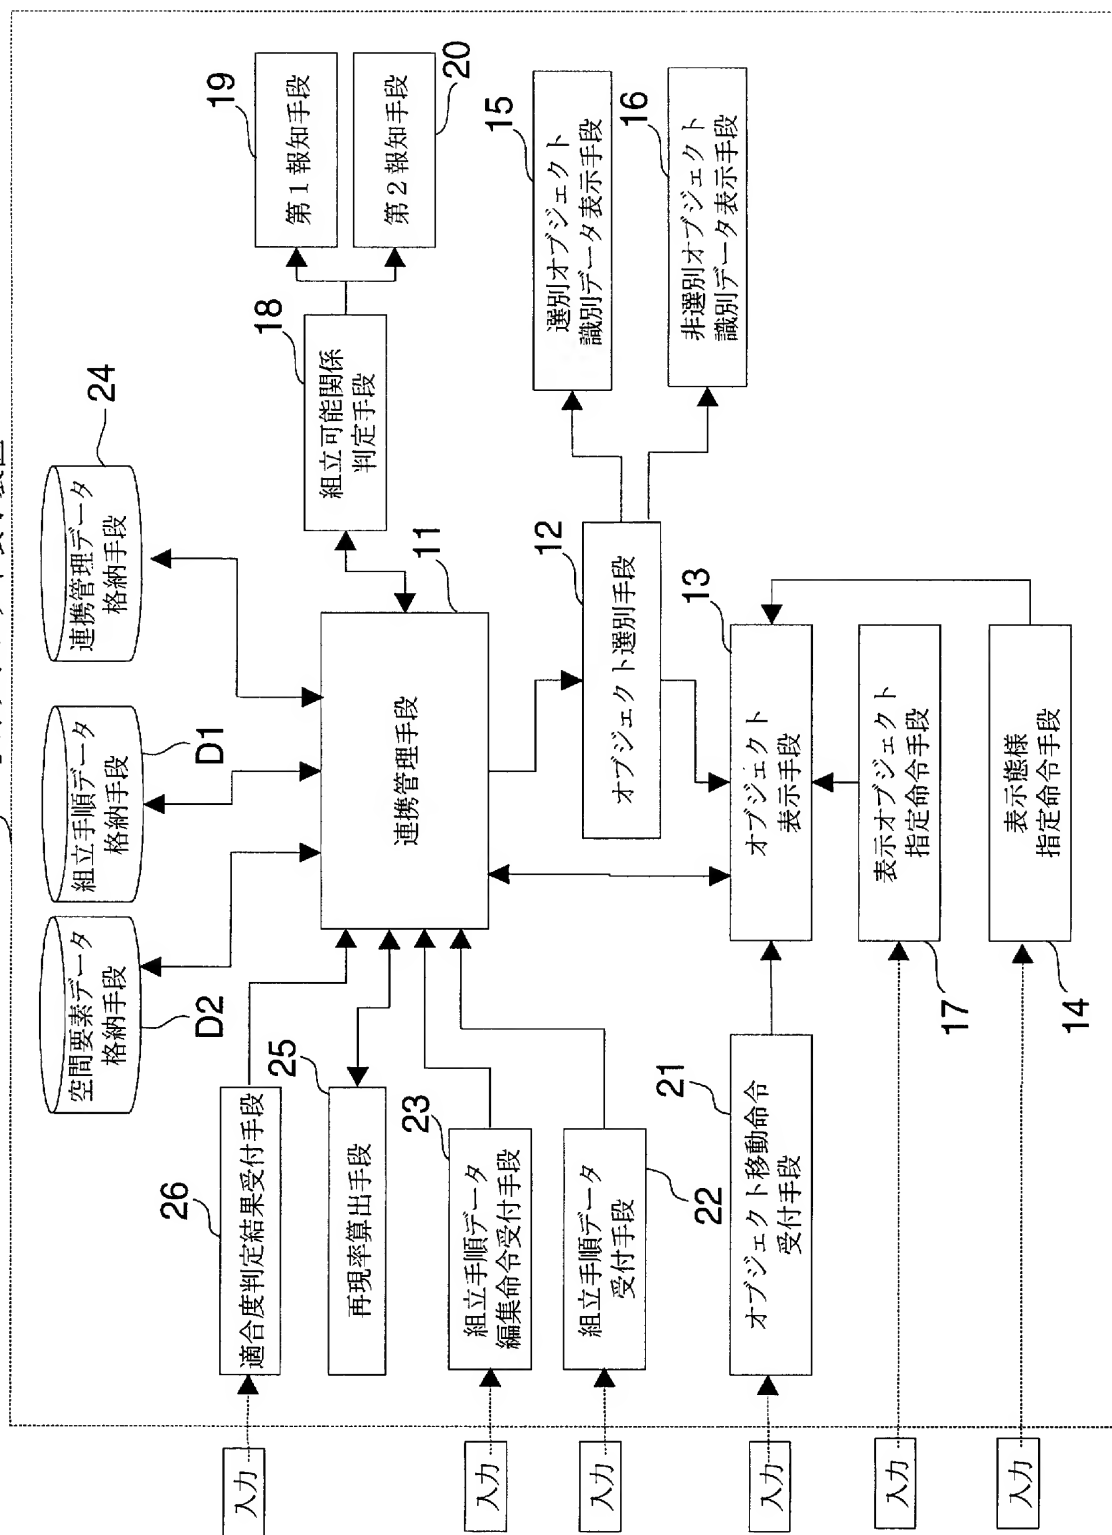 空間要素データ
格納手段
D2
組立手順データ
格納手段
D1
連携管理データ
格納手段
24
入力
適合度判定結果受付手段
26
再現率算出手段
25
入力
組立手順データ
編集命令受付手段
23
入力
組立手順データ
受付手段
22
連携管理手段
11
組立可能関係
判定手段
18
第1報知手段
19
第2報知手段
20
オブジェクト選別手段
12
選別オブジェクト
識別データ表示手段
15
非選別オブジェクト
識別データ表示手段
16
入力
オブジェクト移動命令
受付手段
21
オブジェクト
表示手段
13
入力
表示オブジェクト
指定命令手段
17
入力
表示態様
指定命令手段
14